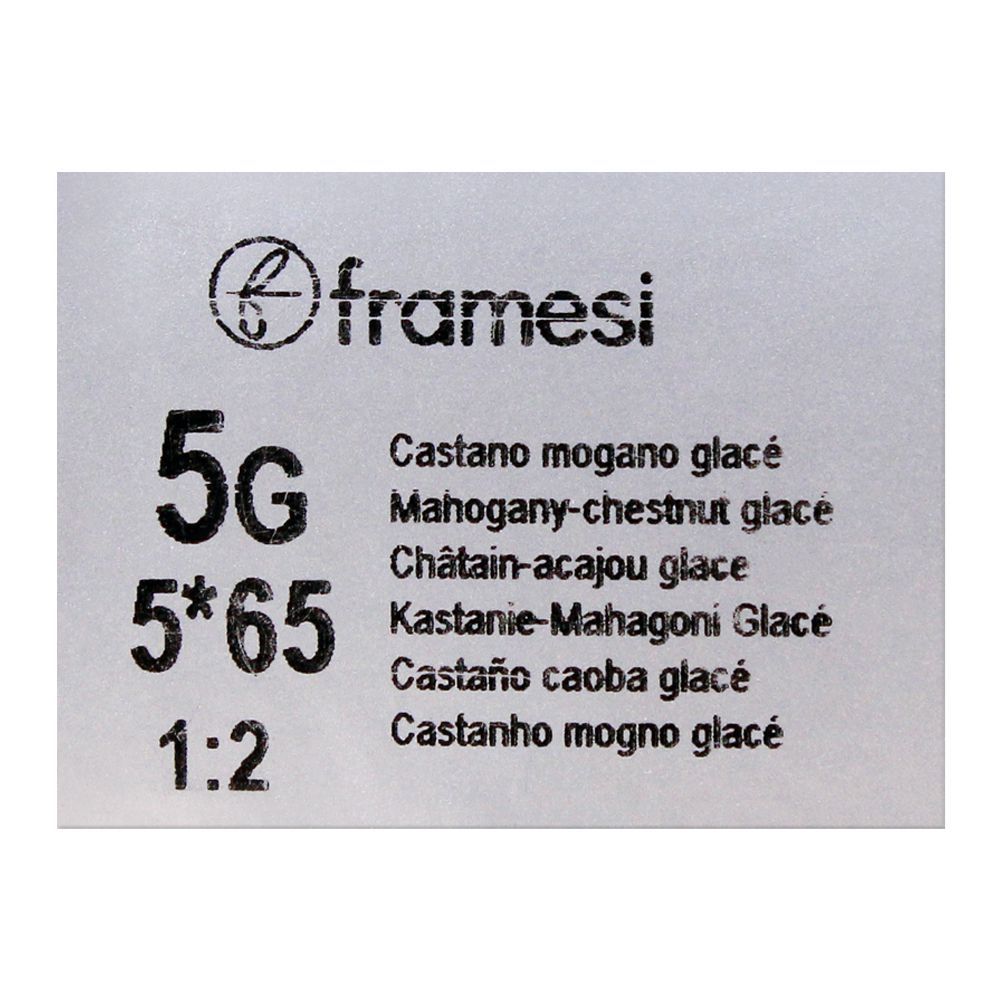 framesi
5G
5*65
1:2
Castano mogano glacé
Mahogany-chestnut glacé
Châtain-acajou glace
Kastanie-Mahagoni Glacé
Castaño caoba glacé
Castanho mogno glacé